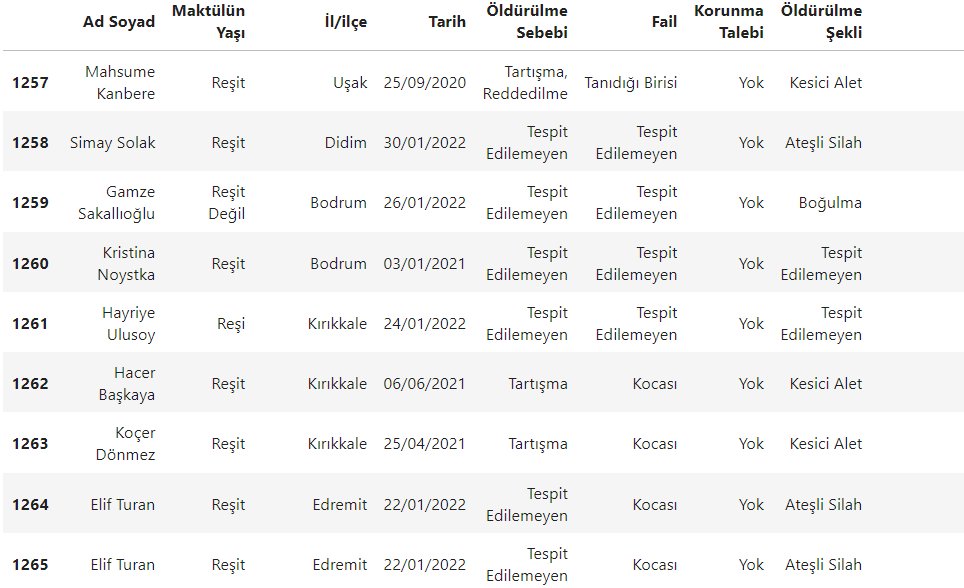 Ad Soyad Maktülün Yaşı İl/ilçe Tarih Öldürülme Sebebi Fail Korunma Talebi Öldürülme Şekli
1257 Mahsume Kanbere Reşit Uşak 25/09/2020 Tartışma, Reddedilme Tanıdığı Birisi Yok Kesici Alet
1258 Simay Solak Reşit Didim 30/01/2022 Tespit Edilemeyen Tespit Edilemeyen Yok Ateşli Silah
1259 Gamze Sakallıoğlu Reşit Değil Bodrum 26/01/2022 Tespit Edilemeyen Tespit Edilemeyen Yok Boğulma
1260 Kristina Noystka Reşit Bodrum 03/01/2021 Tespit Edilemeyen Tespit Edilemeyen Yok Tespit Edilemeyen
1261 Hayriye Ulusoy Reşi Kırıkkale 24/01/2022 Tespit Edilemeyen Tespit Edilemeyen Yok Tespit Edilemeyen
1262 Hacer Başkaya Reşit Kırıkkale 06/06/2021 Tartışma Kocası Yok Kesici Alet
1263 Koçer Dönmez Reşit Kırıkkale 25/04/2021 Tartışma Kocası Yok Kesici Alet
1264 Elif Turan Reşit Edremit 22/01/2022 Tespit Edilemeyen Kocası Yok Ateşli Silah
1265 Elif Turan Reşit Edremit 22/01/2022 Tespit Edilemeyen Kocası Yok Ateşli Silah